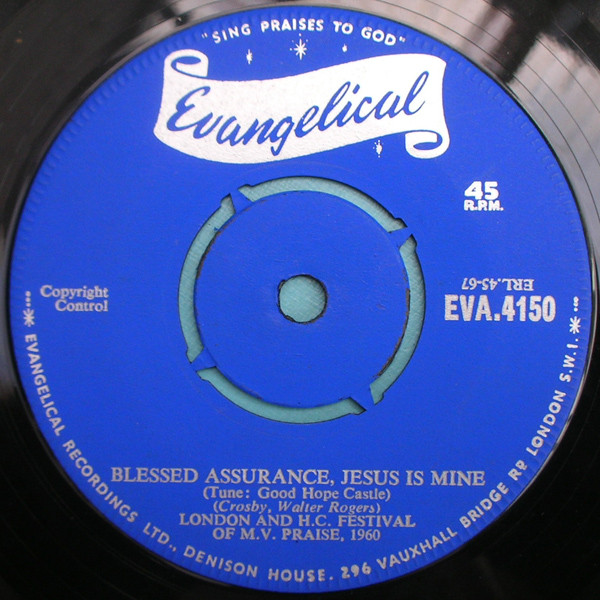 "SING PRAISES TO GOD"
Evangelical
45
R.P.M.
Copyright
Control
ERL.45-67
EVA.4150
BLESSED ASSURANCE, JESUS IS MINE
(Tune: Good Hope Castle)
(Crosby, Walter Rogers)
LONDON AND H.C. FESTIVAL
OF M.V. PRAISE, 1960
EVANGELICAL RECORDINGS LTD., DENISON HOUSE. 296 VAUXHALL BRIDGE RD LONDON S.W.1.